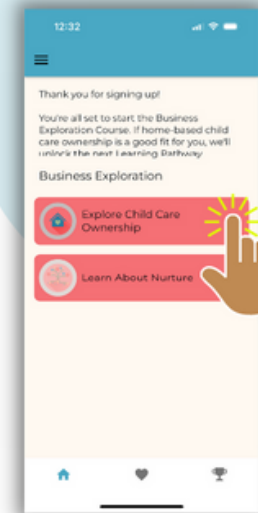 12:32
Thank you for signing up!
You're all set to start the Business
Exploration Course. If home-based child
care ownership is a good fit for you, we'll
unlock the next Learning Pathway
Business Exploration
Explore Child Care
Ownership
Learn About Nurture